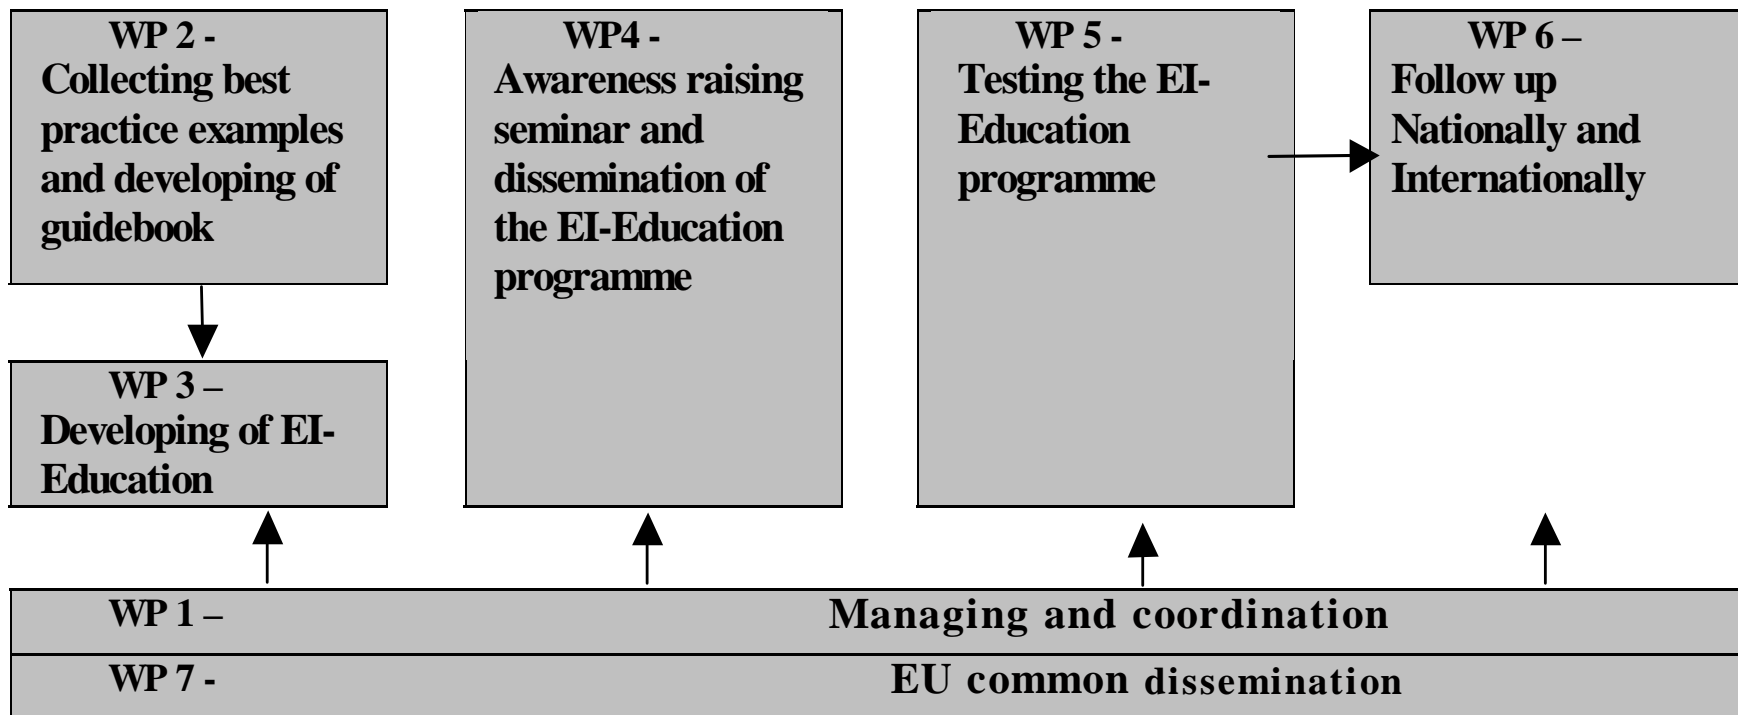 WP 2 -
Collecting best
practice examples
and developing of
guidebook
WP 3 –
Developing of EI-
Education
WP4 -
Awareness raising
seminar and
dissemination of
the EI-Education
programme
WP 5 -
Testing the EI-
Education
programme
WP 6 –
Follow up
Nationally and
Internationally
WP 1 – Managing and coordination
WP 7 - EU common dissemination